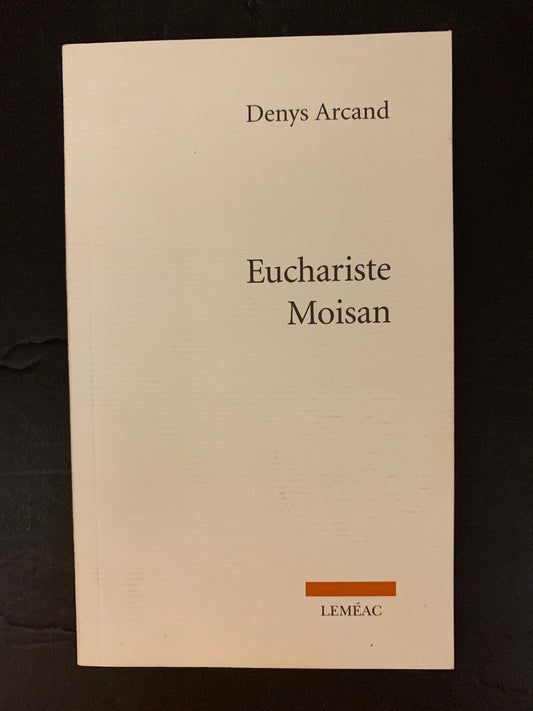 Denys Arcand
Euchariste
Moisan
LEMÉAC